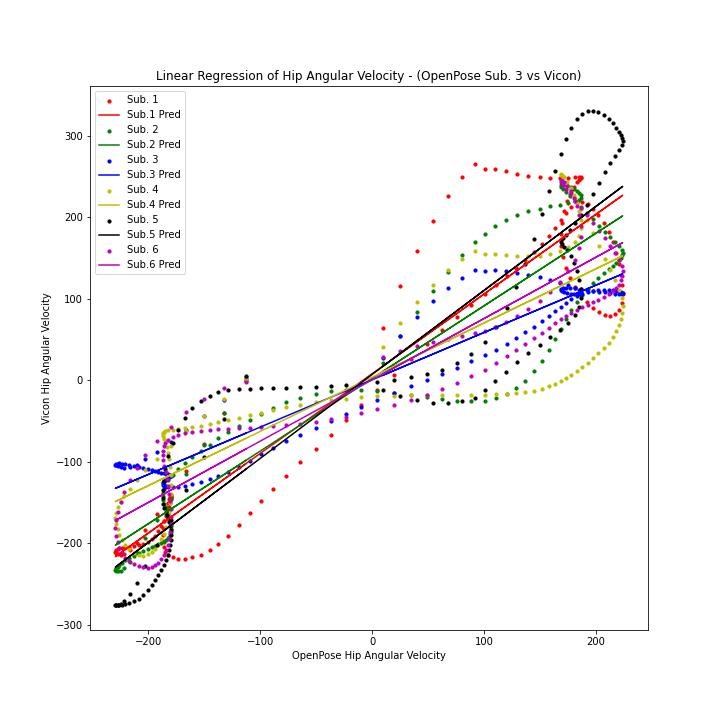 Linear Regression of Hip Angular Velocity - (OpenPose Sub. 3 vs Vicon)
Sub. 1
Sub.1 Pred
Sub. 2
Sub.2 Pred
Sub. 3
Sub.3 Pred
Sub. 4
Sub.4 Pred
Sub. 5
Sub.5 Pred
Sub. 6
Sub.6 Pred
300
200
100
0
−100
−200
−300
Vicon Hip Angular Velocity
−200 −100 0 100 200
OpenPose Hip Angular Velocity